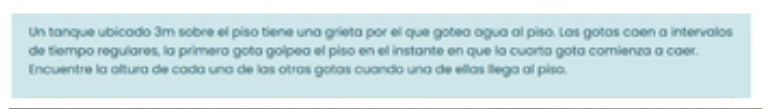 Un tanque ubicado 3m sobre el piso tiene una grieta por el que gotea agua al piso. Las gotas caen a intervalos
de tiempo regulares, la primera gota golpea el piso en el instante en que la cuarta gota comienza a caer.
Encuentre la altura de cada una de las otras gotas cuando una de ellas llega al piso.